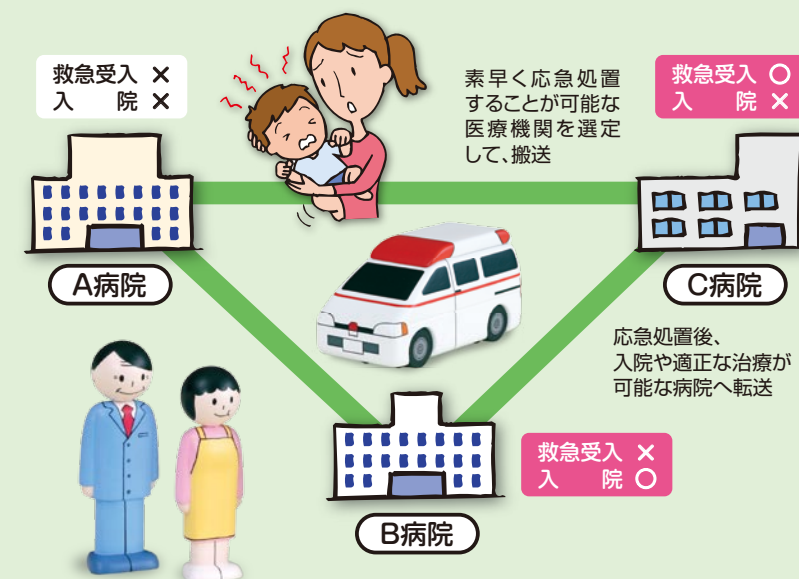 救急受入 ×
入　　院 ×
素早く応急処置
することが可能な
医療機関を選定
して、搬送
救急受入 〇
入　　院 ×
A病院
C病院
応急処置後、
入院や適正な治療が
可能な病院へ転送
救急受入 ×
入　　院 〇
B病院